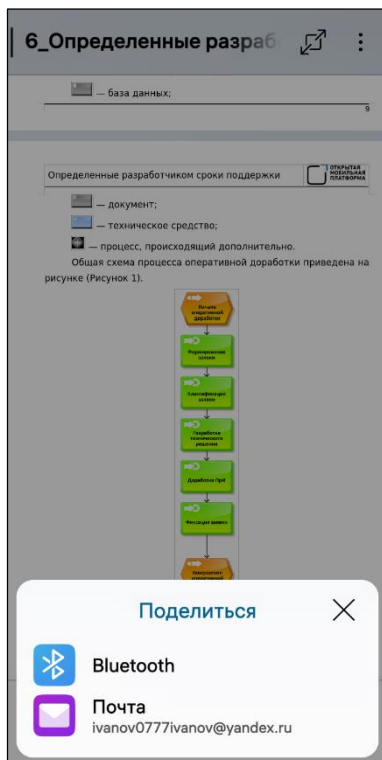 6_Определенные разраб
— база данных;
9
Определенные разработчиком сроки поддержки
ОТКРЫТАЯ
МОБИЛЬНАЯ
ПЛАТФОРМА
— документ;
— техническое средство;
— процесс, происходящий дополнительно.
Общая схема процесса оперативной доработки приведена на
рисунке (Рисунок 1).
Начало
оперативной
доработки
Формирование
заявки
Классификация
заявки
Разработка
технического
решения
Доработка ПрИ
Фиксация заявки
Завершение
оперативной
Поделиться
Bluetooth
Почта
ivanov0777ivanov@yandex.ru